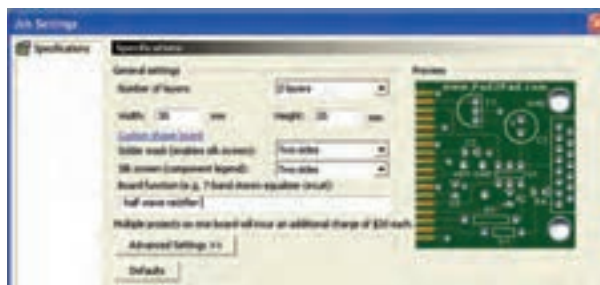 Job Settings
Specifications
Specifications
General settings
Number of layers: 2 layers
Width: mm Height: mm
Custom shape board
Solder mask (enables silk screen): Two sides
Silk screen (component legend): Two sides
Board function (e.g. 7-band stereo equalizer circuit):
half wave rectifier
Multiple projects on one board will incur an additional charge of $20 each.
Advanced Settings >>
Defaults
Preview